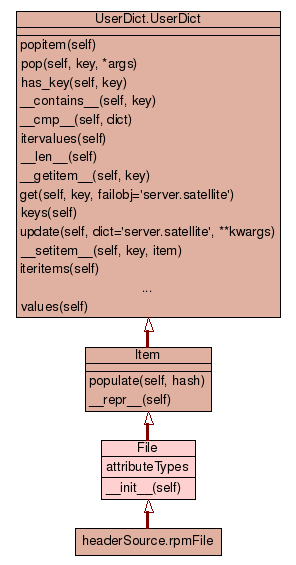 UserDict.UserDict
popitem(self)
pop(self, key, *args)
has_key(self, key)
__contains__(self, key)
__cmp__(self, dict)
itervalues(self)
__len__(self)
__getitem__(self, key)
get(self, key, failobj='server.satellite')
keys(self)
update(self, dict='server.satellite', **kwargs)
__setitem__(self, key, item)
iteritems(self)
...
values(self)
Item
populate(self, hash)
__repr__(self)
File
attributeTypes
__init__(self)
headerSource.rpmFile